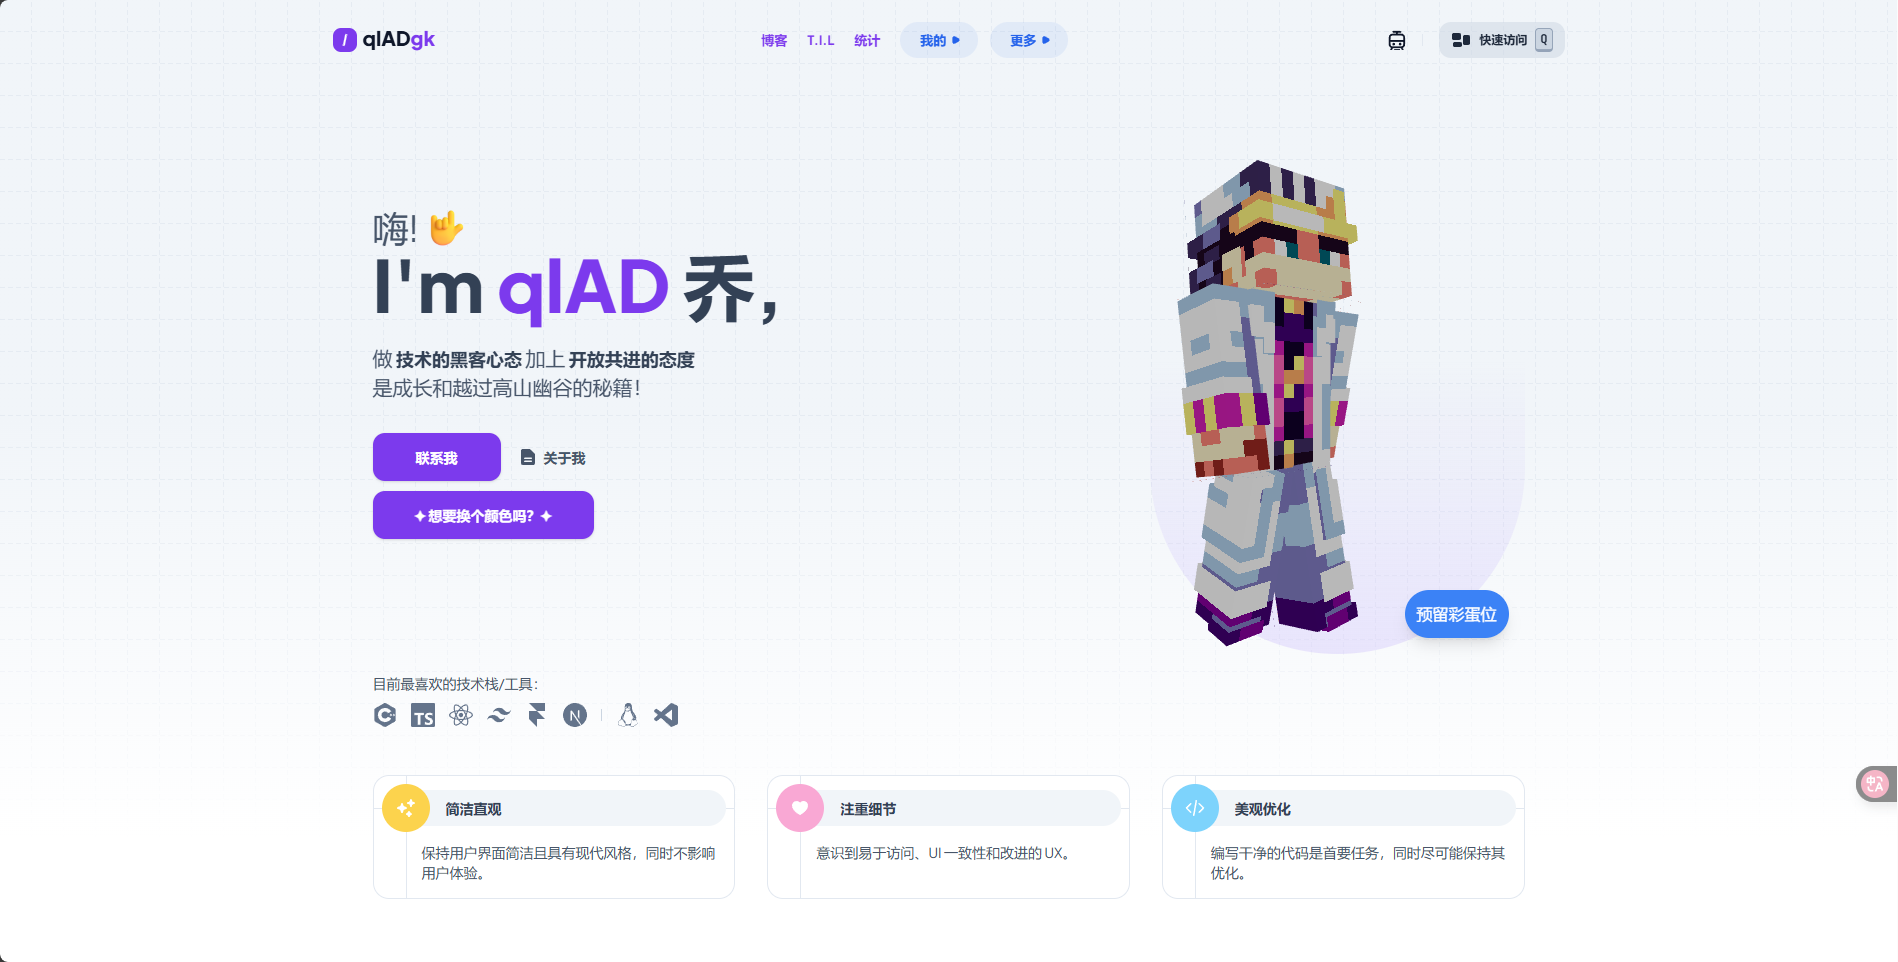 / qlADgk
博客 T.I.L 统计 我的 更多
快速访问 Q
嗨!
I'm qlAD 乔,
做 技术的黑客心态 加上 开放共进的态度
是成长和越过高山幽谷的秘籍！
联系我 关于我
✦想要换个颜色吗？✦
预留彩蛋位
目前最喜欢的技术栈/工具：
TS N
简洁直观
保持用户界面简洁且具有现代风格，同时不影响
用户体验。
注重细节
意识到易于访问、UI 一致性和改进的 UX。
</> 美观优化
编写干净的代码是首要任务，同时尽可能保持其
优化。
中 A